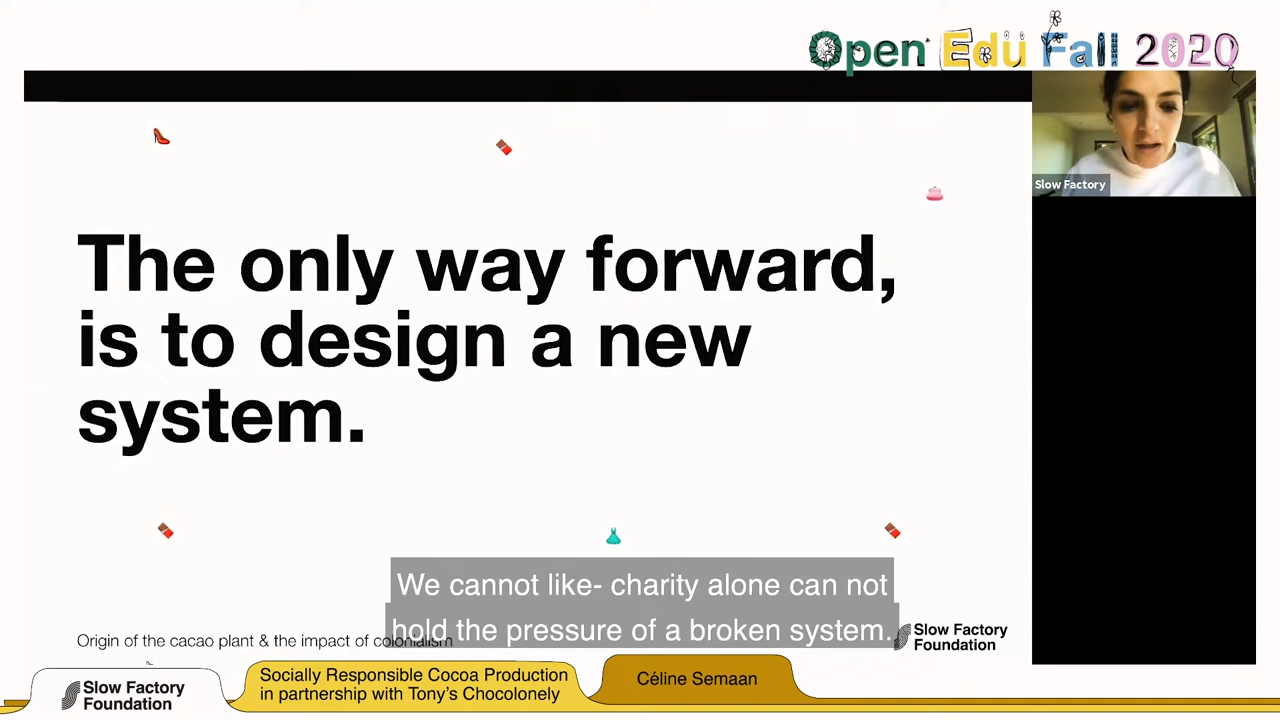 Open Edu Fall 2020
Slow Factory
The only way forward,
is to design a new
system.
We cannot like- charity alone can not
hold the pressure of a broken system.
Origin of the cacao plant & the impact of colonialism
Slow Factory
Foundation
Slow Factory
Foundation
Socially Responsible Cocoa Production
in partnership with Tony's Chocolonely
Céline Semaan